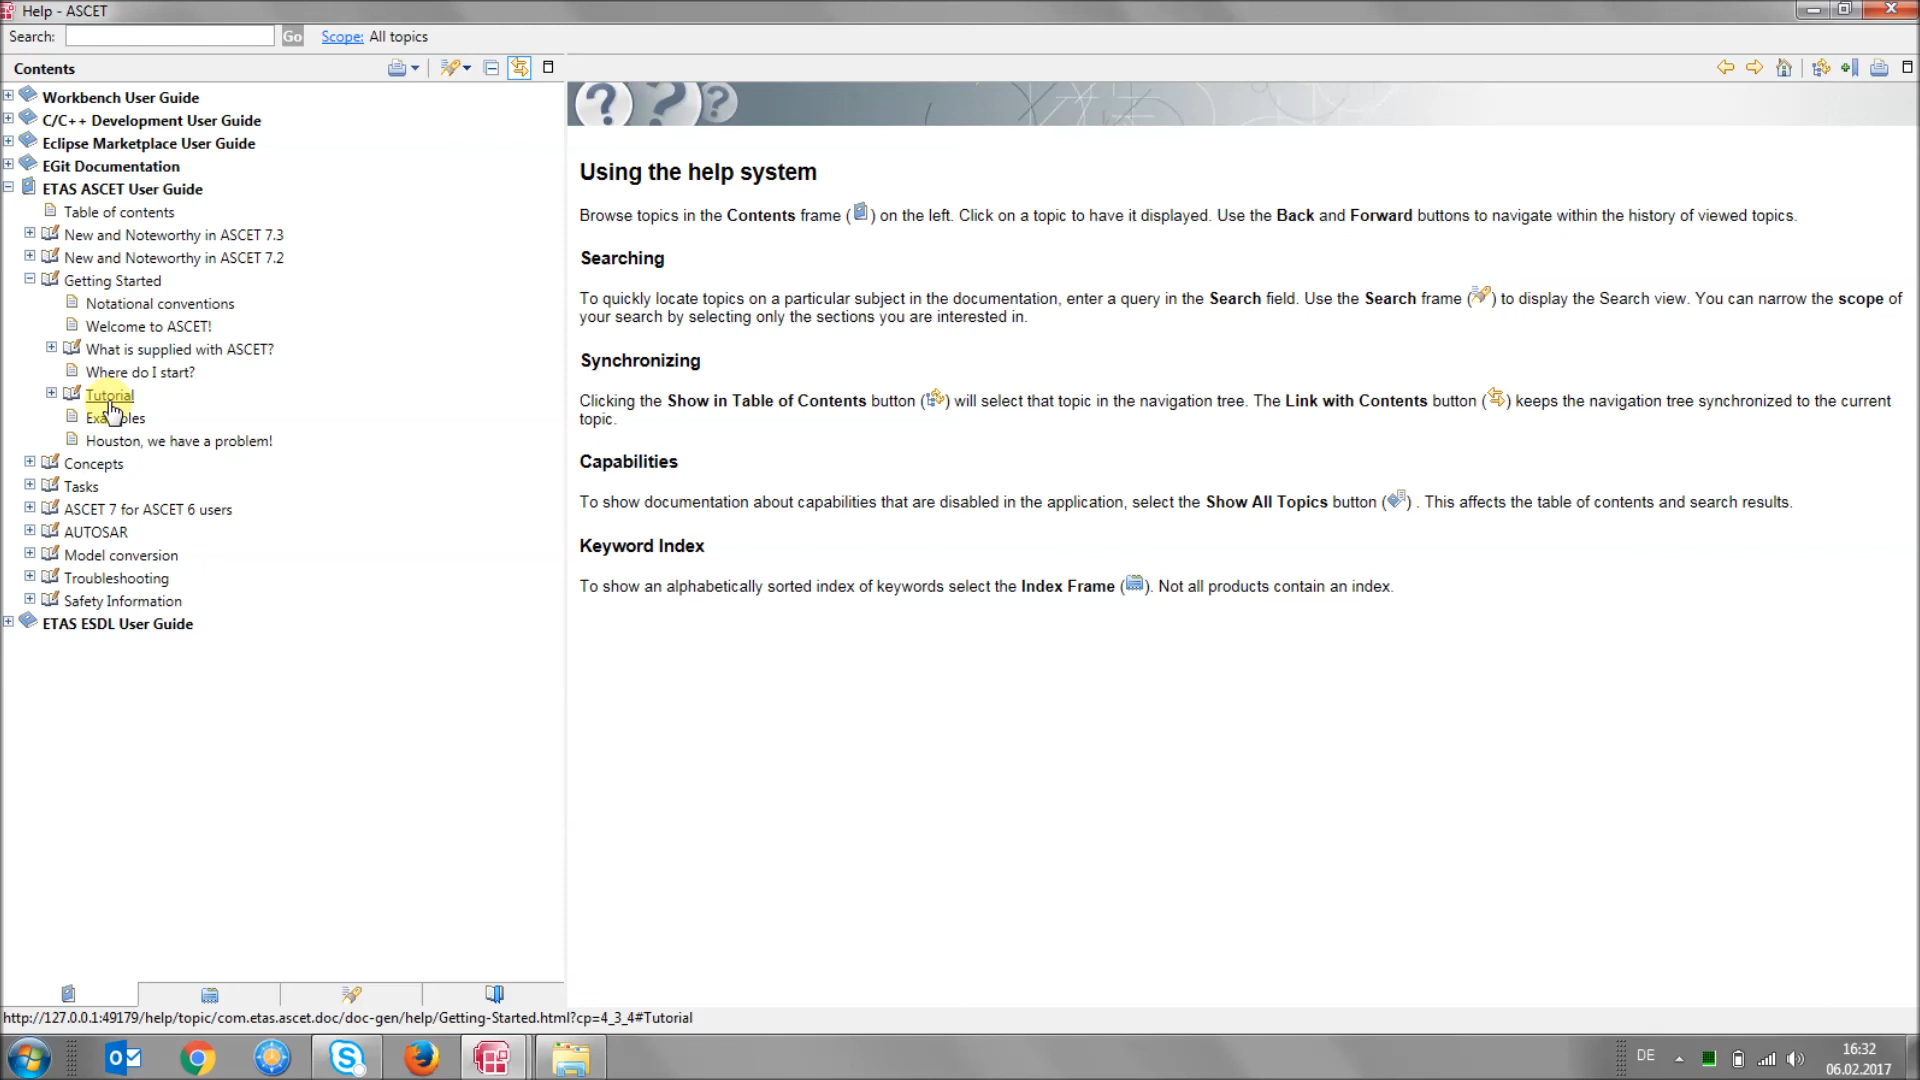 Help - ASCET
Search:
Go
Scope: All topics
Contents
Workbench User Guide
C/C++ Development User Guide
Eclipse Marketplace User Guide
EGit Documentation
ETAS ASCET User Guide
Table of contents
New and Noteworthy in ASCET 7.3
New and Noteworthy in ASCET 7.2
Getting Started
Notational conventions
Welcome to ASCET!
What is supplied with ASCET?
Where do I start?
Tutorial
Examples
Houston, we have a problem!
Concepts
Tasks
ASCET 7 for ASCET 6 users
AUTOSAR
Model conversion
Troubleshooting
Safety Information
ETAS ESDL User Guide
Using the help system
Browse topics in the Contents frame ( ) on the left. Click on a topic to have it displayed. Use the Back and Forward buttons to navigate within the history of viewed topics.
Searching
To quickly locate topics on a particular subject in the documentation, enter a query in the Search field. Use the Search frame ( ) to display the Search view. You can narrow the scope of
your search by selecting only the sections you are interested in.
Synchronizing
Clicking the Show in Table of Contents button ( ) will select that topic in the navigation tree. The Link with Contents button ( ) keeps the navigation tree synchronized to the current
topic.
Capabilities
To show documentation about capabilities that are disabled in the application, select the Show All Topics button ( ) . This affects the table of contents and search results.
Keyword Index
To show an alphabetically sorted index of keywords select the Index Frame ( ). Not all products contain an index.
http://127.0.0.1:49179/help/topic/com.etas.ascet.doc/doc-gen/help/Getting-Started.html?cp=4_3_4#Tutorial
DE
16:32
06.02.2017